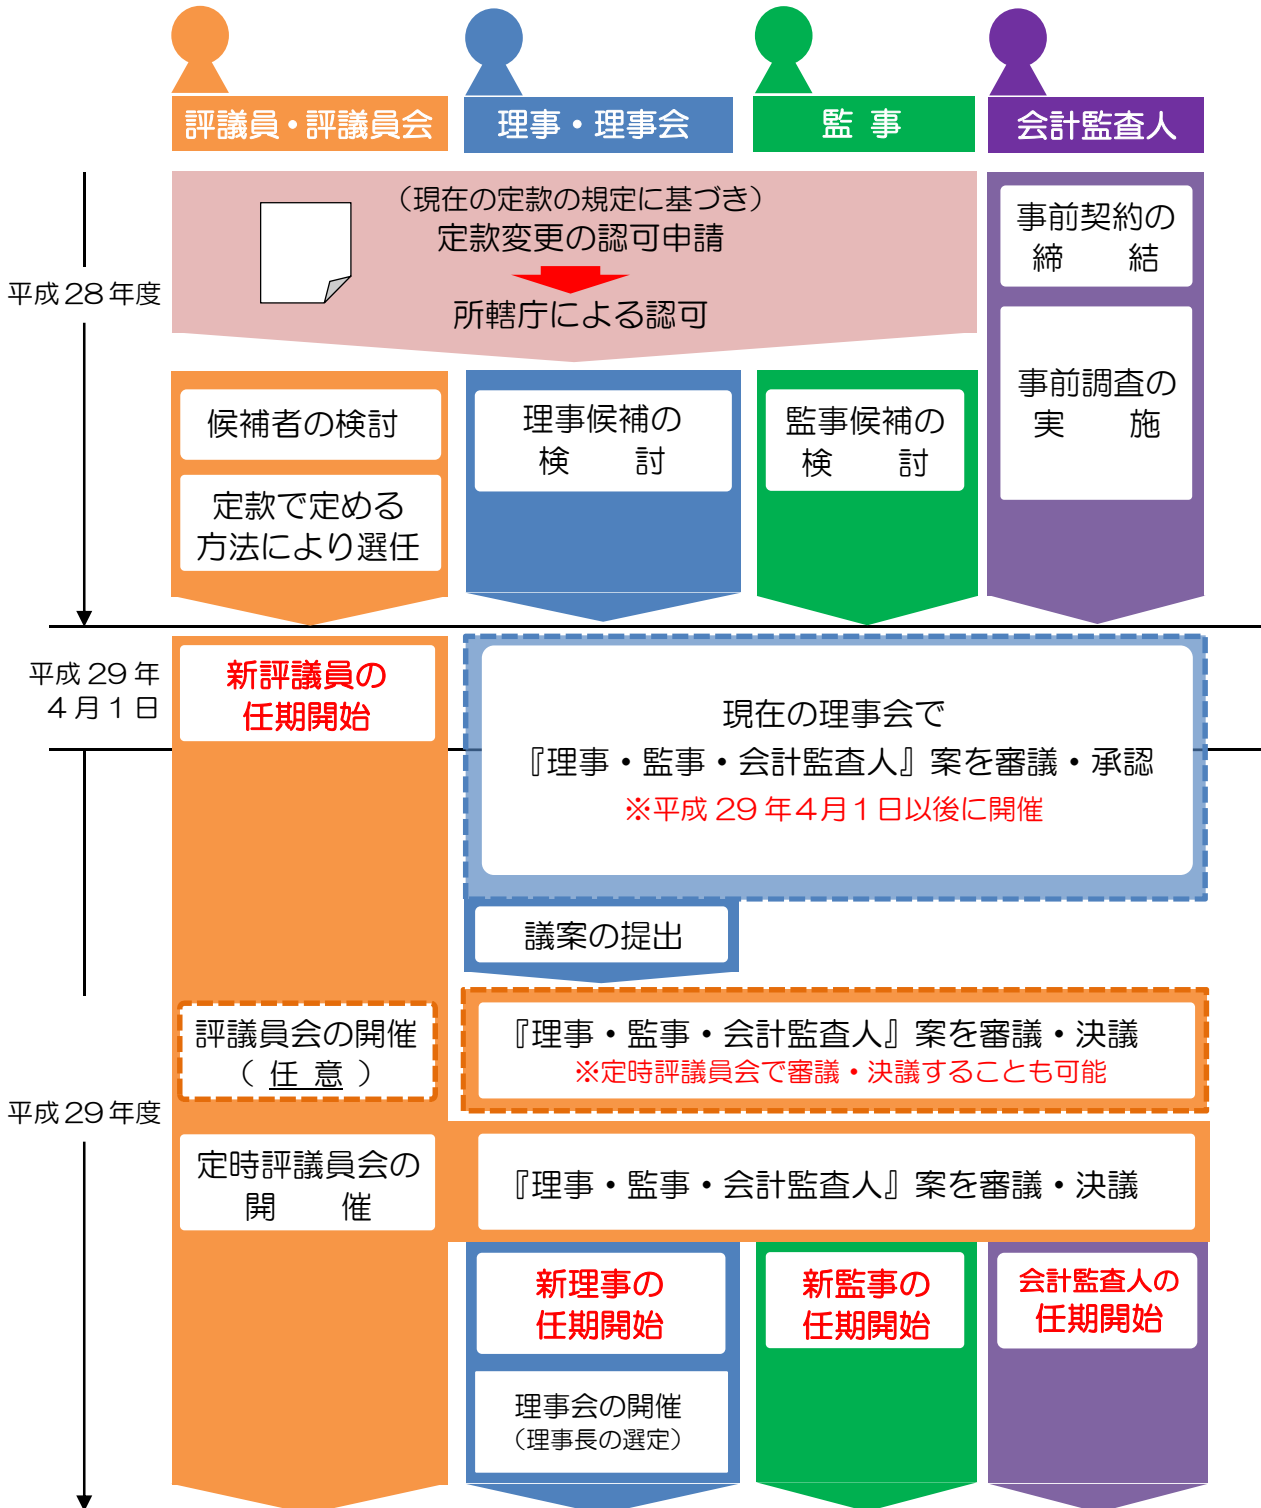 評議員・評議員会
理事・理事会
監 事
会計監査人
平成28年度
（現在の定款の規定に基づき）
定款変更の認可申請
所轄庁による認可
事前契約の
締 結
事前調査の
実 施
候補者の検討
定款で定める
方法により選任
理事候補の
検 討
監事候補の
検 討
平成29年
4月1日
新評議員の
任期開始
現在の理事会で
『理事・監事・会計監査人』案を審議・承認
※平成29年4月1日以後に開催
議案の提出
平成29年度
評議員会の開催
（ 任 意 ）
『理事・監事・会計監査人』案を審議・決議
※定時評議員会で審議・決議することも可能
定時評議員会の
開 催
『理事・監事・会計監査人』案を審議・決議
新理事の
任期開始
新監事の
任期開始
会計監査人の
任期開始
理事会の開催
（理事長の選定）